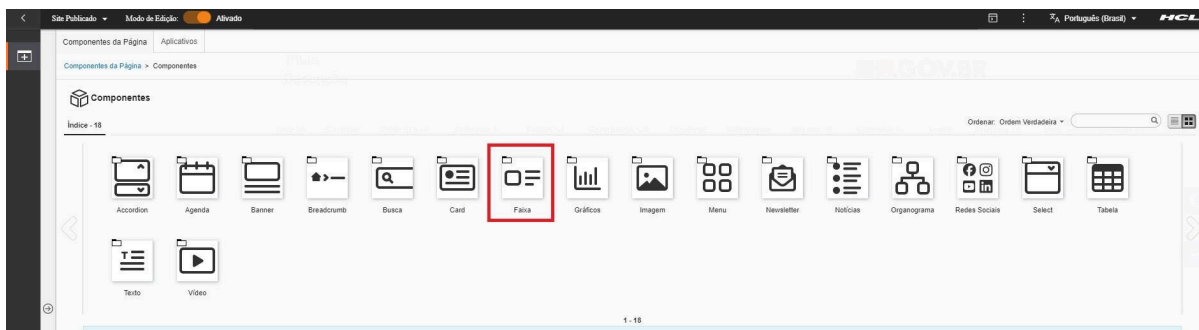 Site Publicado Modo de Edição: Ativado Português (Brasil) HCL
Componentes da Página Aplicativos
Componentes da Página > Componentes
Componentes
Índice - 18 Ordenar: Ordem Verdadeira
Accordion Agenda Banner Breadcrumb Busca Card Faixa Gráficos Imagem Menu Newsletter Notícias Organograma Redes Sociais Select Tabela
Texto Vídeo
1 - 18